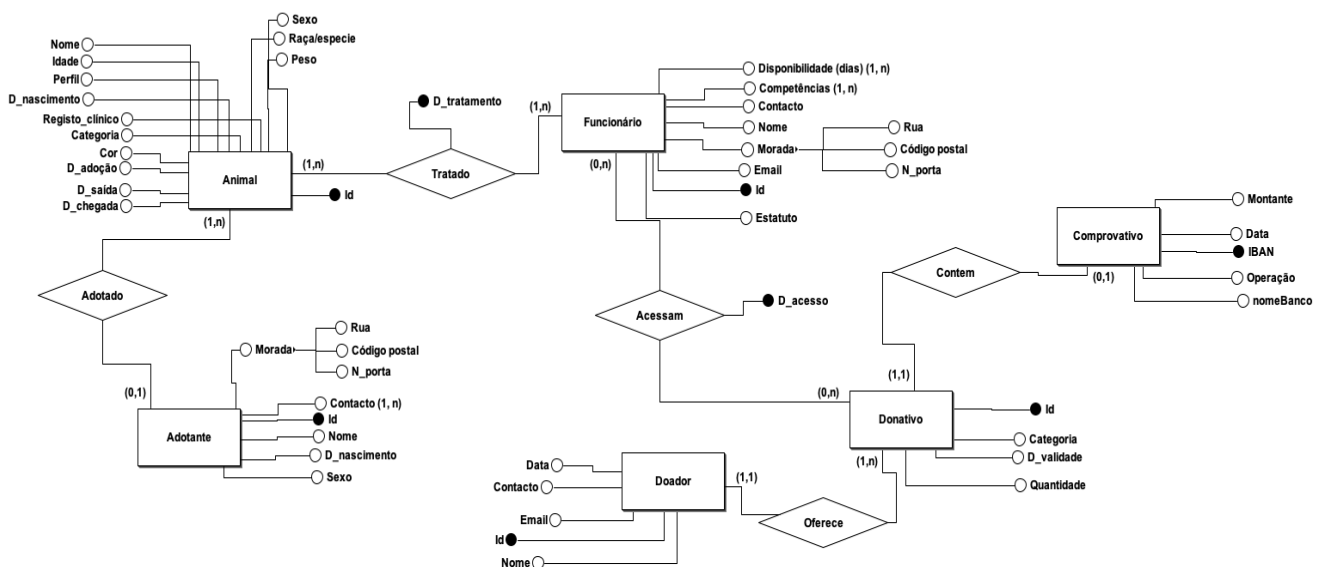 Sexo
Raça/especie
Peso
Nome
Idade
Perfil
D_nascimento
Registo_clínico
Categoria
Cor
D_adoção
D_saída
D_chegada
Animal
(1,n)
Id
(1,n)
D_tratamento
Tratado
(1,n)
Funcionário
(0,n)
Disponibilidade (dias) (1, n)
Competências (1, n)
Contacto
Nome
Morada
Rua
Código postal
N_porta
Email
Id
Estatuto
Adotado
(0,1)
Adotante
Morada
Rua
Código postal
N_porta
Contacto (1, n)
Id
Nome
D_nascimento
Sexo
Acessam
D_acesso
(0,n)
Contem
(0,1)
Comprovativo
Montante
Data
IBAN
Operação
nomeBanco
(1,1)
Donativo
(1,n)
Id
Categoria
D_validade
Quantidade
Oferece
(1,1)
Doador
Data
Contacto
Email
Id
Nome